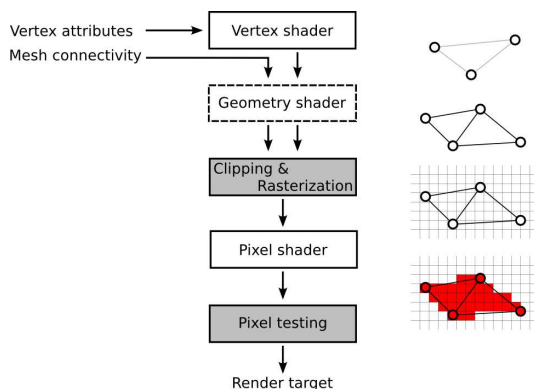 Vertex attributes
Vertex shader
Mesh connectivity
Geometry shader
Clipping &
Rasterization
Pixel shader
Pixel testing
Render target